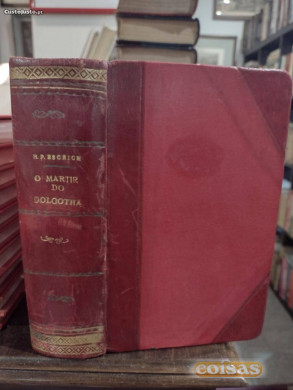 CustoJusto.pt
H. P. ESCRICH
O MARTIR
DO
GOLGOTHA
coisas